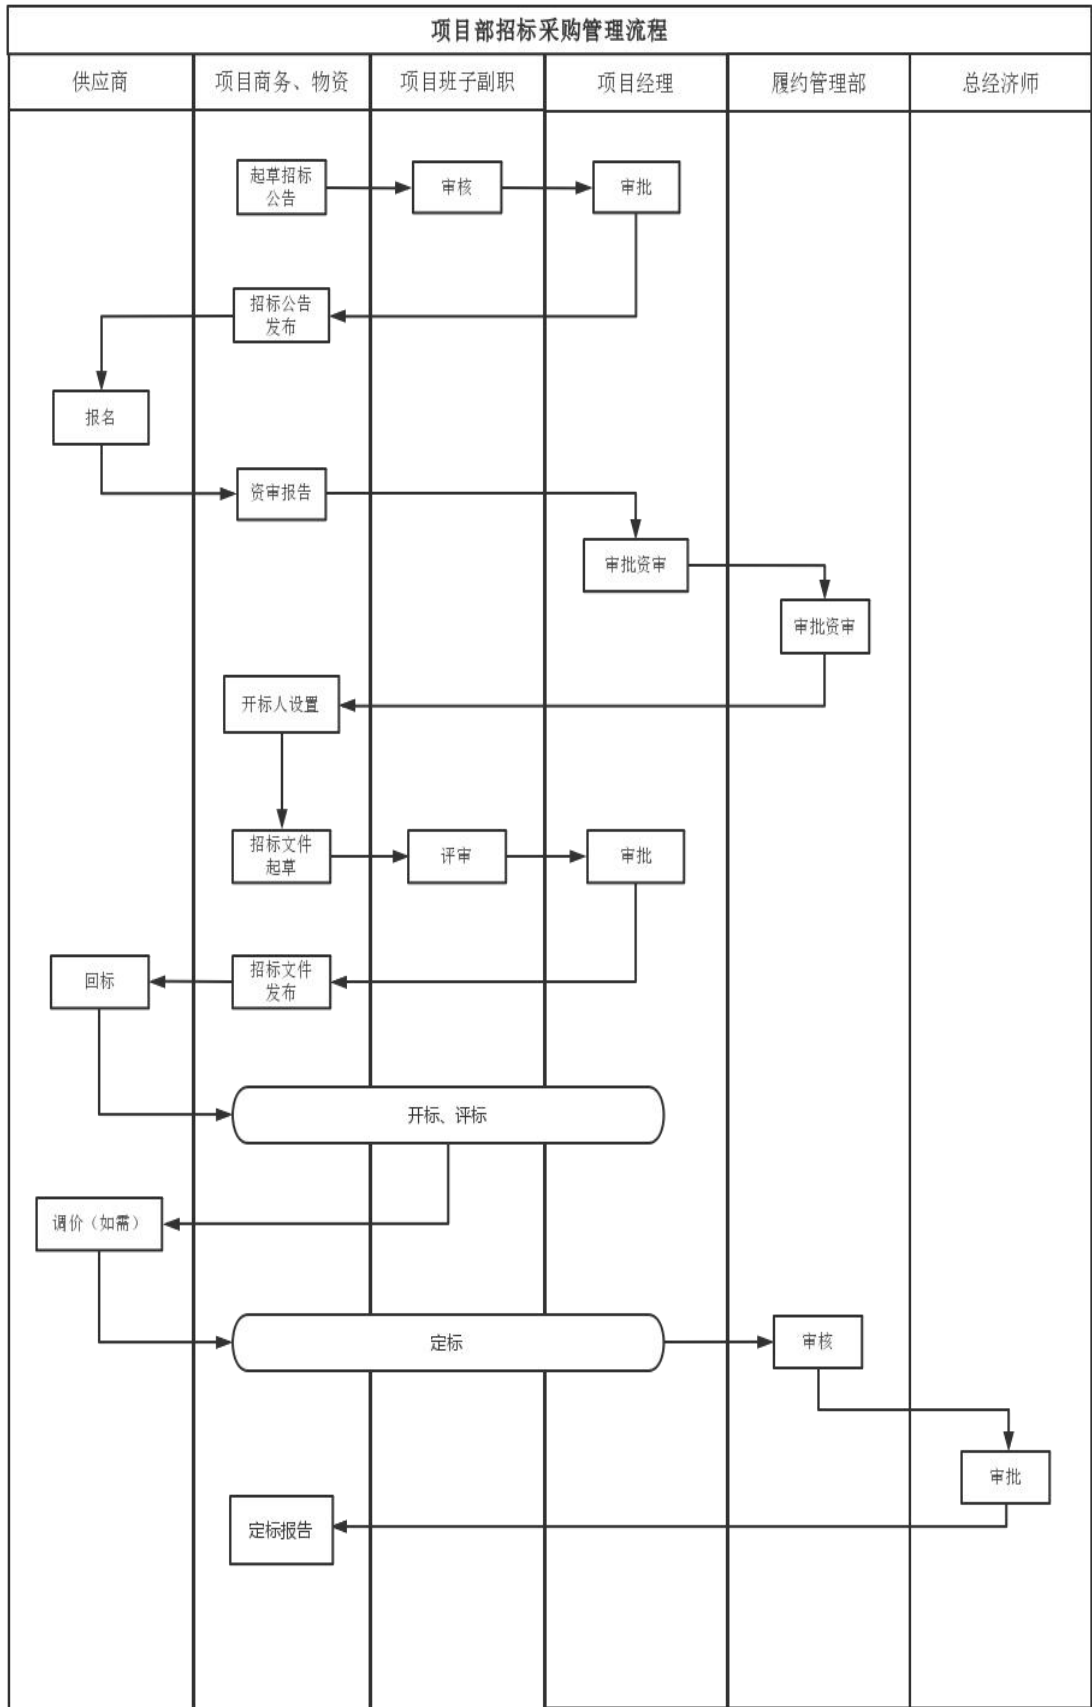 项目部招标采购管理流程
供应商
项目商务、物资
项目班子副职
项目经理
履约管理部
总经济师
起草招标
公告
审核
审批
招标公告
发布
报名
资审报告
审批资审
审批资审
开标人设置
招标文件
起草
评审
审批
回标
招标文件
发布
开标、评标
调价（如需）
定标
审核
审批
定标报告